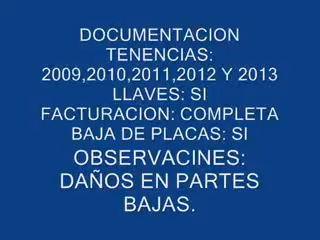 DOCUMENTACION
TENENCIAS:
2009,2010,2011,2012 Y 2013
LLAVES: SI
FACTURACION: COMPLETA
BAJA DE PLACAS: SI
OBSERVACINES:
DAÑOS EN PARTES
BAJAS.